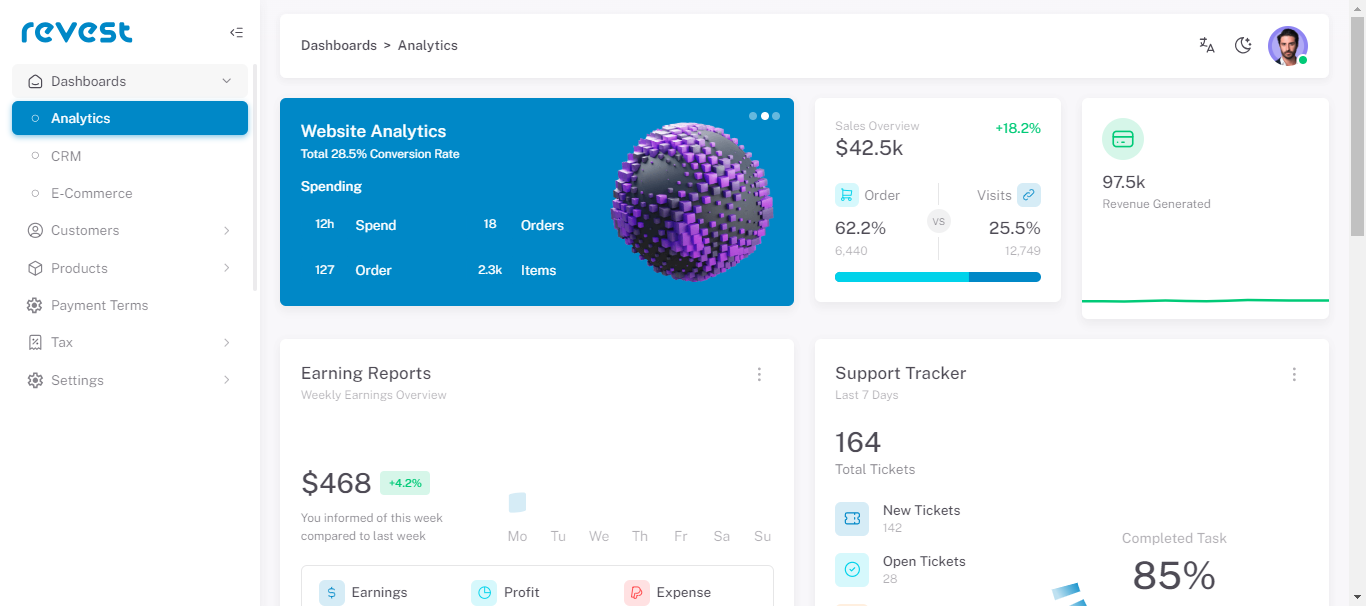 revest
Dashboards
Analytics
CRM
E-Commerce
Customers
Products
Payment Terms
Tax
Settings
Dashboards > Analytics
Website Analytics
Total 28.5% Conversion Rate
Spending
12h Spend 18 Orders
127 Order 2.3k Items
Sales Overview +18.2%
$42.5k
Order Visits
VS
62.2% 25.5%
6,440 12,749
97.5k
Revenue Generated
Earning Reports
Weekly Earnings Overview
$468 +4.2%
You informed of this week
compared to last week
Mo Tu We Th Fr Sa Su
$ Earnings Profit Expense
Support Tracker
Last 7 Days
164
Total Tickets
New Tickets
142
Open Tickets
28
Completed Task
85%